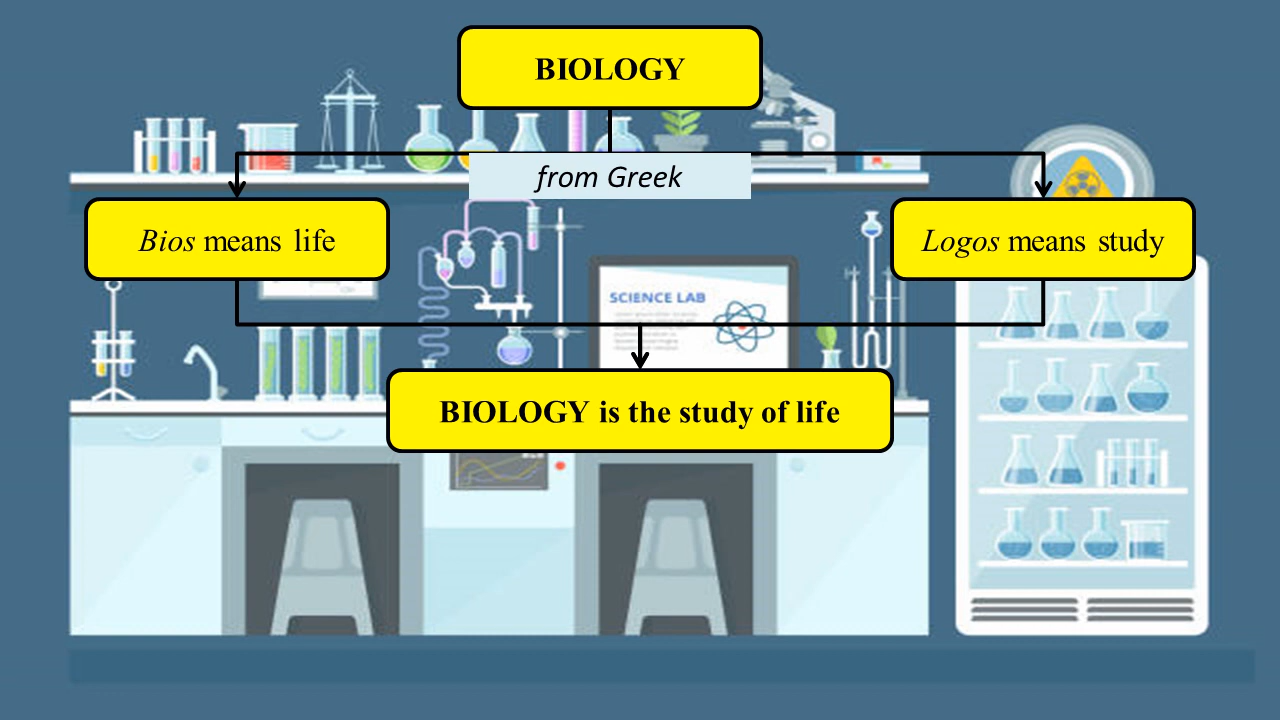 BIOLOGY
from Greek
Bios means life
Logos means study
SCIENCE LAB
BIOLOGY is the study of life